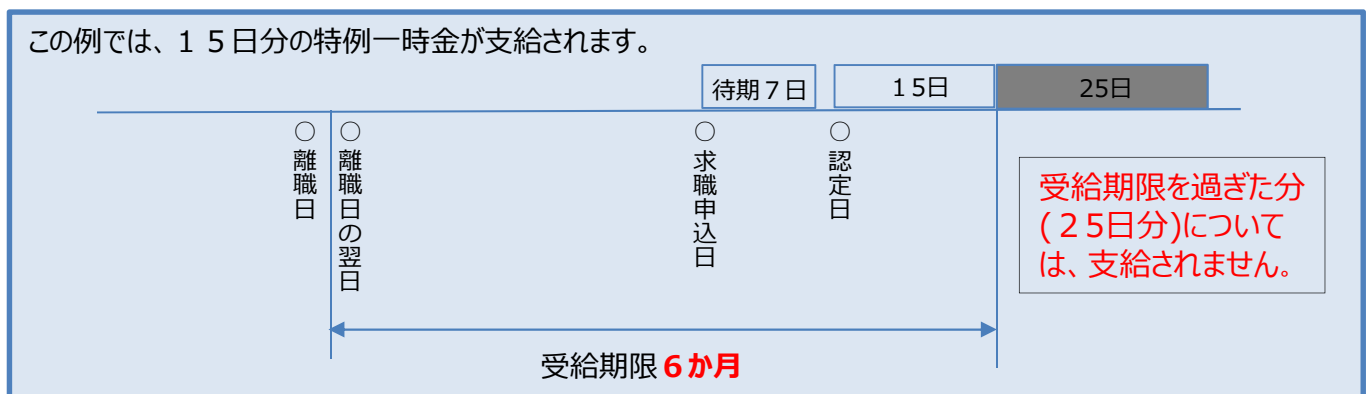 この例では、１５日分の特例一時金が支給されます。
待期７日
１5日
25日
○離職日
○離職日の翌日
○求職申込日
○認定日
受給期限を過ぎた分
(２5日分)について
は、支給されません。
受給期限６か月